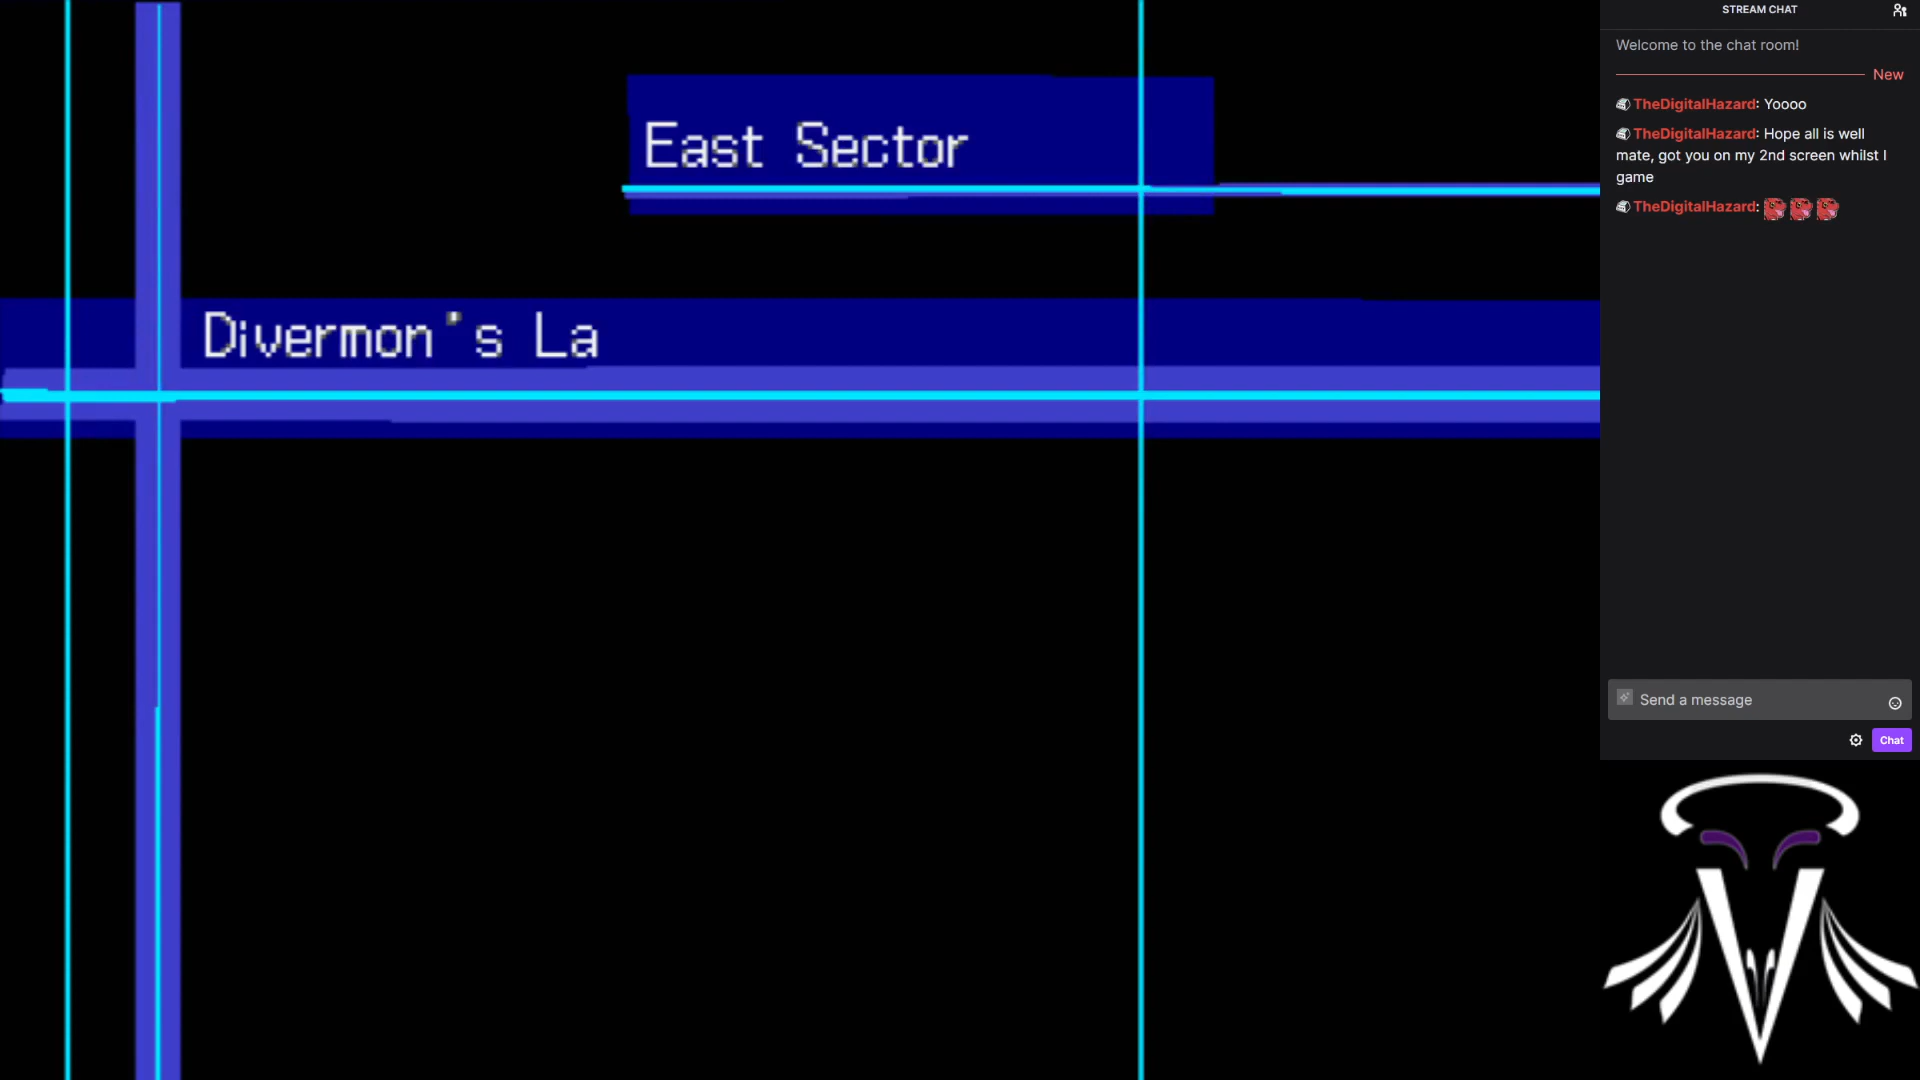 East Sector
Divermon's La
STREAM CHAT
Welcome to the chat room!
New
TheDigitalHazard: Yoooo
TheDigitalHazard: Hope all is well
mate, got you on my 2nd screen whilst I
game
TheDigitalHazard:
Send a message
Chat